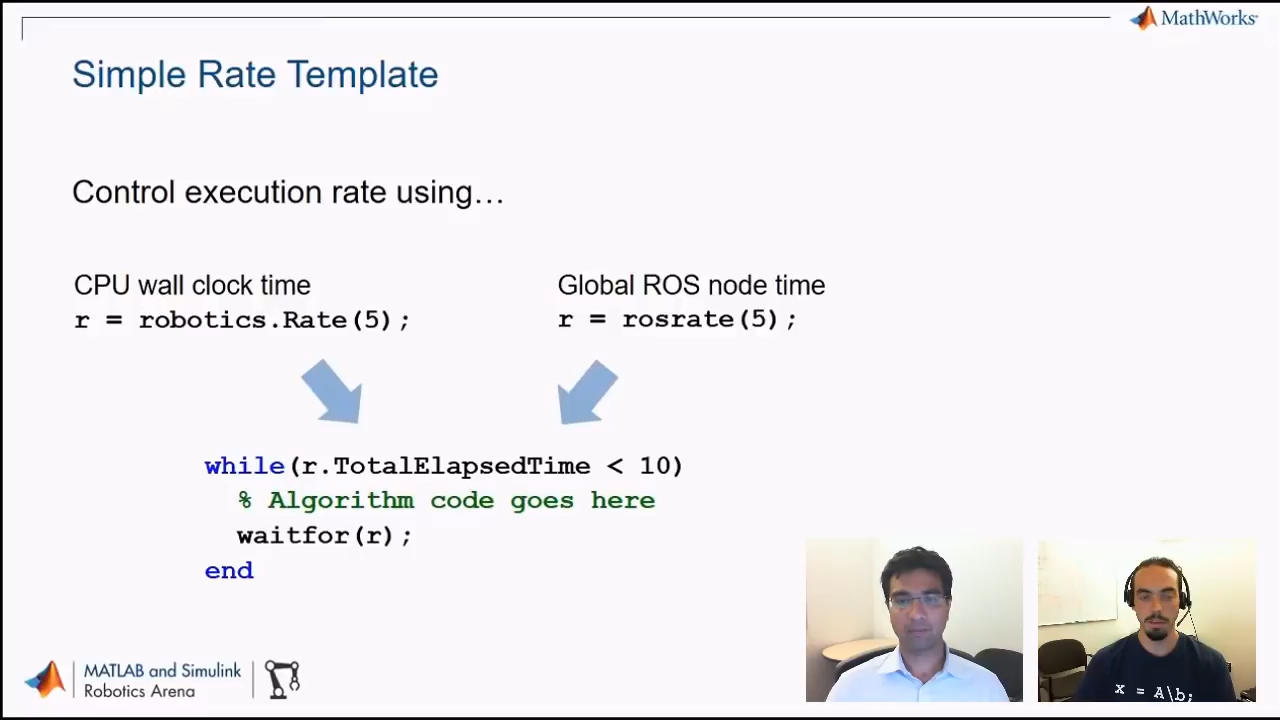 MathWorks
Simple Rate Template
Control execution rate using…
CPU wall clock time
r = robotics.Rate(5);
Global ROS node time
r = rosrate(5);
while(r.TotalElapsedTime < 10)
% Algorithm code goes here
waitfor(r);
end
MATLAB and Simulink
Robotics Arena
x = A\b;